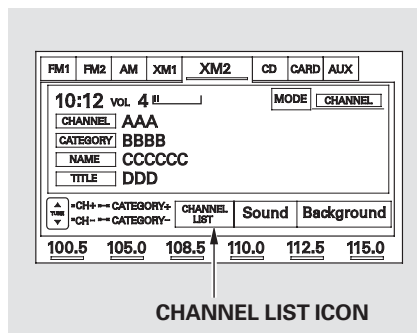 FM1 FM2 AM XM1 XM2 CD CARD AUX
10:12 VOL 4 MODE CHANNEL
CHANNEL AAA
CATEGORY BBBB
NAME CCCCCC
TITLE DDD
TUNE CH+ CATEGORY+ CHANNEL LIST Sound Background
CH- CATEGORY-
100.5 105.0 108.5 110.0 112.5 115.0
CHANNEL LIST ICON